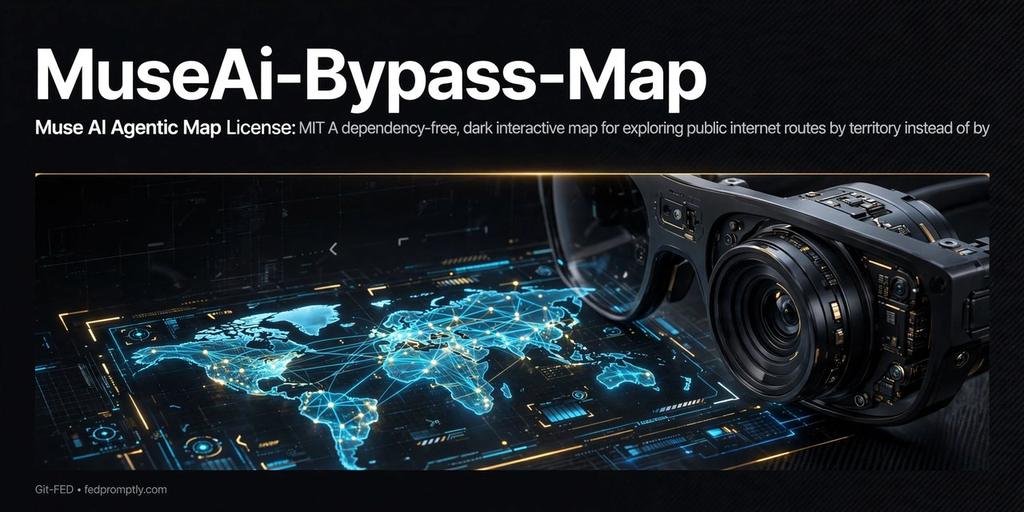 MuseAi-Bypass-Map
Muse AI Agentic Map License: MIT A dependency-free, dark interactive map for exploring public internet routes by territory instead of by
Git-FED • fedpromptly.com